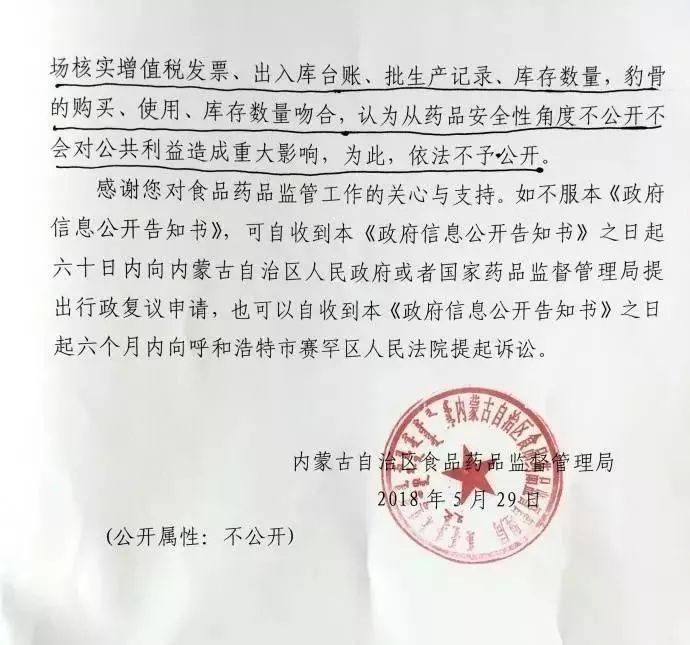 场核实增值税发票、出入库台账、批生产记录、库存数量，豹骨
的购买、使用、库存数量吻合，认为从药品安全性角度不公开不
会对公共利益造成重大影响，为此，依法不予公开。
感谢您对食品药品监管工作的关心与支持。如不服本《政府
信息公开告知书》，可自收到本《政府信息公开告知书》之日起
六十日内向内蒙古自治区人民政府或者国家药品监督管理局提
出行政复议申请，也可以自收到本《政府信息公开告知书》之日
起六个月内向呼和浩特市赛罕区人民法院提起诉讼。
内蒙古自治区食品药品监督管理局
2018年5月29日
(公开属性：不公开)